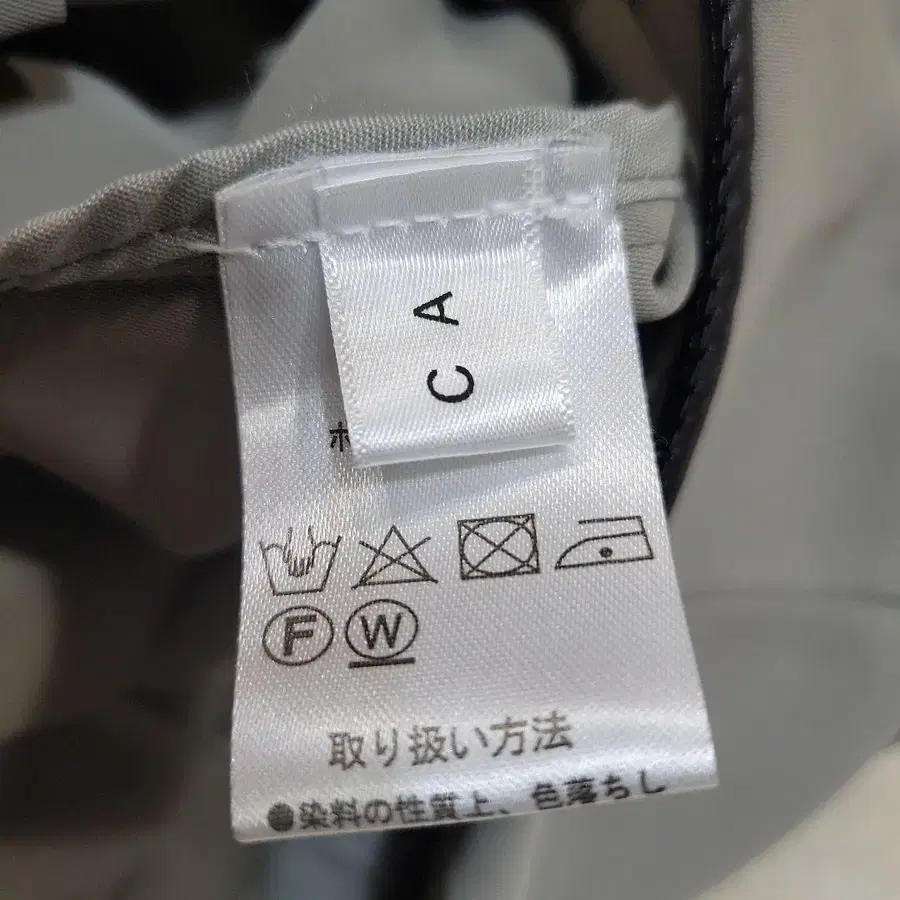 C A
F W
取り扱い方法
●染料の性質上、色落ちし